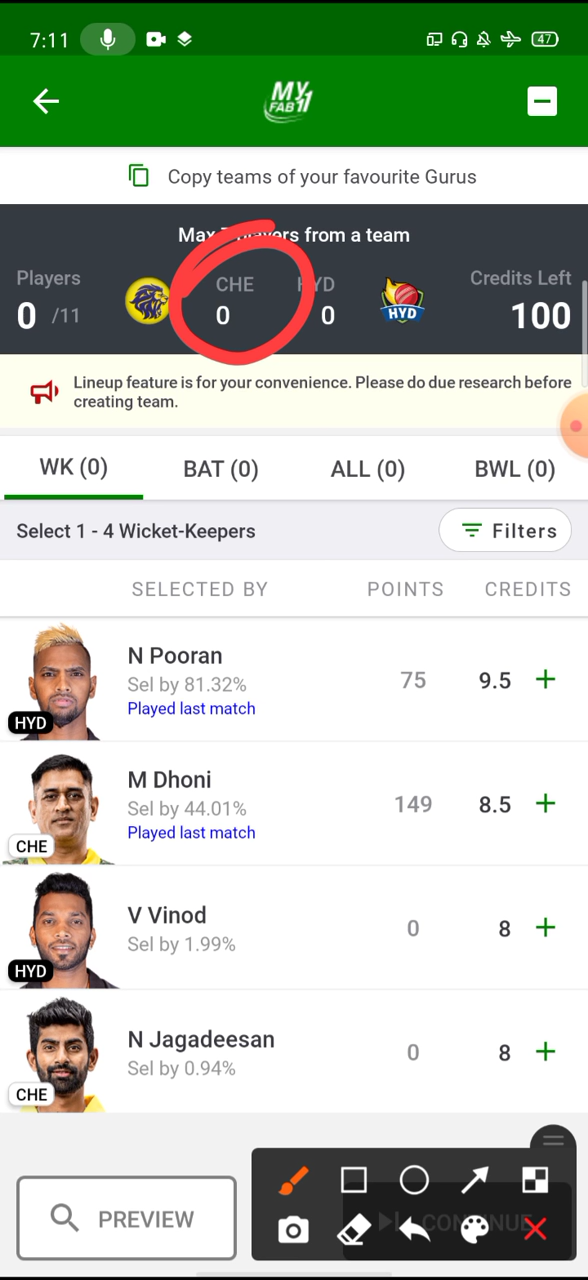 7:11
47
MY
FAB11
Copy teams of your favourite Gurus
Max 7 players from a team
Players
CHE
HYD
Credits Left
0 /11
0
0
HYD
100
Lineup feature is for your convenience. Please do due research before
creating team.
WK (0)
BAT (0)
ALL (0)
BWL (0)
Select 1 - 4 Wicket-Keepers
Filters
SELECTED BY
POINTS
CREDITS
N Pooran
Sel by 81.32%
Played last match
HYD
75
9.5
M Dhoni
Sel by 44.01%
Played last match
CHE
149
8.5
V Vinod
Sel by 1.99%
HYD
0
8
N Jagadeesan
Sel by 0.94%
CHE
0
8
PREVIEW
CONTINUE